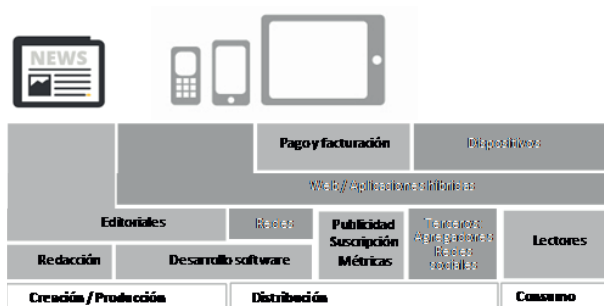 NEWS
Pago y facturación
Dispositivos
Web// Aplicaciones híbridas
Editoriales
Redes
Publicidad
Suscripción
Métricas
Terceros:
Agregadores
Redes
sociales
Lectores
Redacción
Desarrollo software
Creación / Producción
Distribución
Consumo